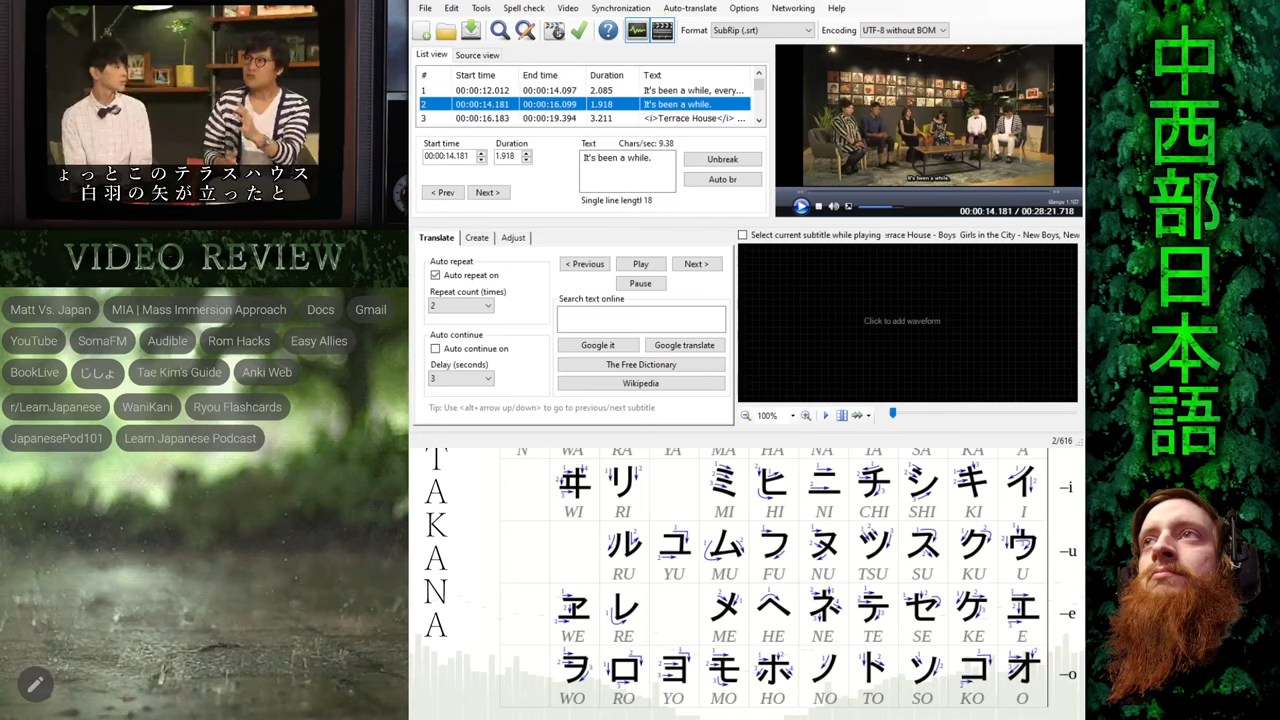 ょっとこのテラスハウス
白羽の矢が立ったと
VIDEO REVIEW
Matt Vs. Japan
MIA | Mass Immersion Approach
Docs
Gmail
YouTube
SomaFM
Audible
Rom Hacks
Easy Allies
BookLive
じしょ
Tae Kim's Guide
Anki Web
r/LearnJapanese
WaniKani
Ryou Flashcards
JapanesePod101
Learn Japanese Podcast
File Edit Tools Spell check Video Synchronization Auto-translate Options Networking Help
Format SubRip (.srt) Encoding UTF-8 without BOM
List view Source view
# Start time End time Duration Text
1 00:00:12.012 00:00:14.097 2.085 It's been a while, every...
2 00:00:14.181 00:00:16.099 1.918 It's been a while.
3 00:00:16.183 00:00:19.394 3.211 <i>Terrace House</i> ...
Start time Duration
00:00:14.181 1.918
Text Chars/sec: 9.38
It's been a while.
Unbreak
Auto br
< Prev Next >
Single line length: 18
It's been a while.
00:00:14.181 / 00:28:21.718
Translate Create Adjust
Auto repeat
Auto repeat on
Repeat count (times)
2
Auto continue
Auto continue on
Delay (seconds)
3
< Previous Play Next >
Pause
Search text online
Google it Google translate
The Free Dictionary
Wikipedia
Tip: Use <alt+arrow up/down> to go to previous/next subtitle
Select current subtitle while playing
rrace House - Boys Girls in the City - New Boys, New
Click to add waveform
100%
2/616
TAKANA
N WA RA YA MA HA NA TA SA KA A
ヰ リ ミ ヒ ニ チ シ キ イ –i
WI RI MI HI NI CHI SHI KI I
ル ユ ム フ ヌ ツ ス ク ウ –u
RU YU MU FU NU TSU SU KU U
ヱ レ メ ヘ ネ テ セ ケ エ –e
WE RE ME HE NE TE SE KE E
ヲ ロ ヨ モ ホ ノ ト ソ コ オ –o
WO RO YO MO HO NO TO SO KO O
中西部日本語